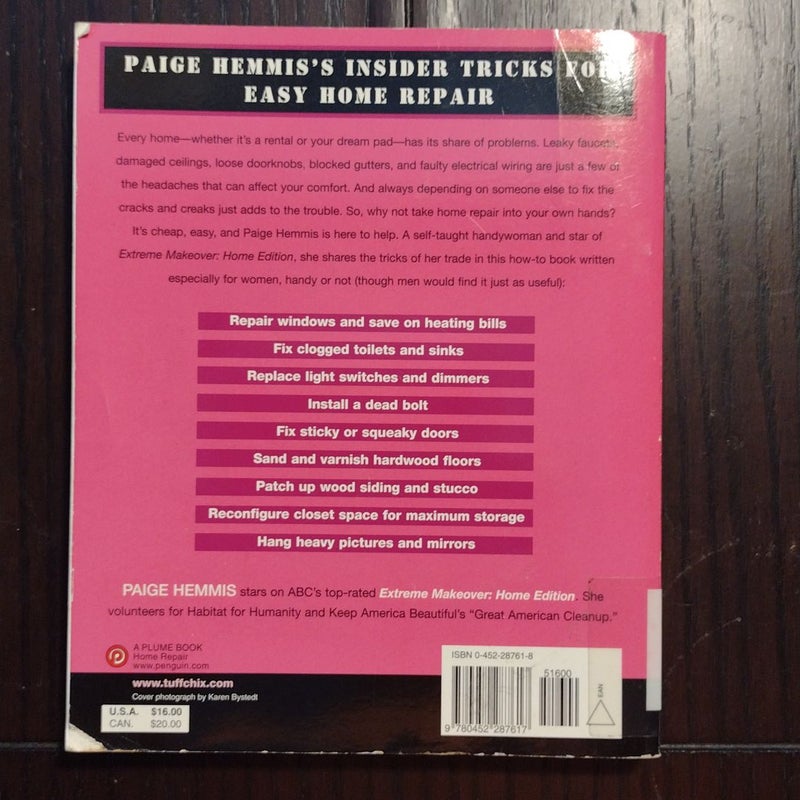 PAIGE HEMMIS'S INSIDER TRICKS FOR
EASY HOME REPAIR
Every home—whether it's a rental or your dream pad—has its share of problems. Leaky faucets,
damaged ceilings, loose doorknobs, blocked gutters, and faulty electrical wiring are just a few of
the headaches that can affect your comfort. And always depending on someone else to fix the
cracks and creaks just adds to the trouble. So, why not take home repair into your own hands?
It's cheap, easy, and Paige Hemmis is here to help. A self-taught handywoman and star of
Extreme Makeover: Home Edition, she shares the tricks of her trade in this how-to book written
especially for women, handy or not (though men would find it just as useful):
Repair windows and save on heating bills
Fix clogged toilets and sinks
Replace light switches and dimmers
Install a dead bolt
Fix sticky or squeaky doors
Sand and varnish hardwood floors
Patch up wood siding and stucco
Reconfigure closet space for maximum storage
Hang heavy pictures and mirrors
PAIGE HEMMIS stars on ABC's top-rated Extreme Makeover: Home Edition. She
volunteers for Habitat for Humanity and Keep America Beautiful's "Great American Cleanup."
A PLUME BOOK
Home Repair
www.penguin.com
www.tuffchix.com
Cover photograph by Karen Bystedt
U.S.A. $16.00
CAN. $20.00
ISBN 0-452-28761-8
51600
EAN
9 780452 287617